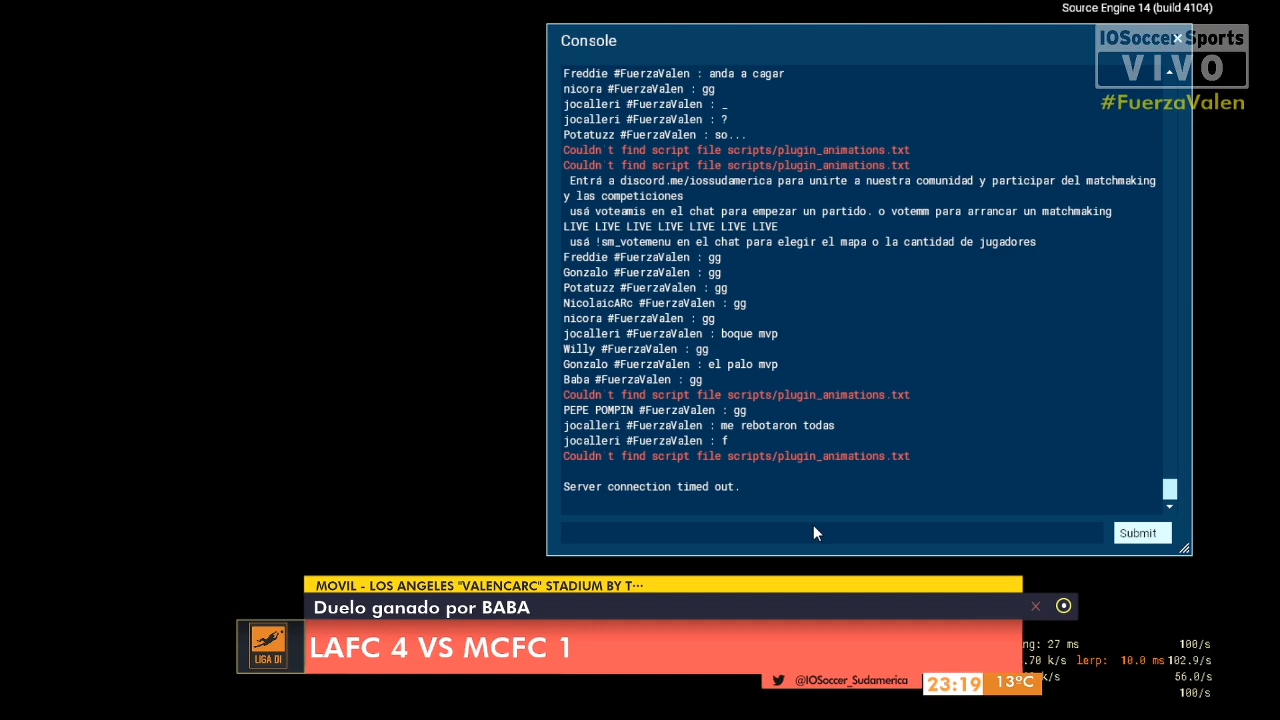 Source Engine 14 (build 4104)
Console
IOSoccer Sports
VIVO
#FuerzaValen
Freddie #FuerzaValen : anda a cagar
nicora #FuerzaValen : gg
jocalleri #FuerzaValen : _
jocalleri #FuerzaValen : ?
Potatuzz #FuerzaValen : so...
Couldn't find script file scripts/plugin_animations.txt
Couldn't find script file scripts/plugin_animations.txt
Entrá a discord.me/iossudamerica para unirte a nuestra comunidad y participar del matchmaking
y las competiciones
usá voteamis en el chat para empezar un partido. o votemm para arrancar un matchmaking
LIVE LIVE LIVE LIVE LIVE LIVE LIVE
usá !sm_votemenu en el chat para elegir el mapa o la cantidad de jugadores
Freddie #FuerzaValen : gg
Gonzalo #FuerzaValen : gg
Potatuzz #FuerzaValen : gg
NicolaicARc #FuerzaValen : gg
nicora #FuerzaValen : gg
jocalleri #FuerzaValen : boque mvp
Willy #FuerzaValen : gg
Gonzalo #FuerzaValen : el palo mvp
Baba #FuerzaValen : gg
Couldn't find script file scripts/plugin_animations.txt
PEPE POMPIN #FuerzaValen : gg
jocalleri #FuerzaValen : me rebotaron todas
jocalleri #FuerzaValen : f
Couldn't find script file scripts/plugin_animations.txt
Server connection timed out.
Submit
MOVIL - LOS ANGELES "VALENCARC" STADIUM BY T...
Duelo ganado por BABA
LIGA D1
LAFC 4 VS MCFC 1
ng: 27 ms 100/s
.70 k/s lerp: 10.0 ms 102.9/s
k/s 56.0/s
100/s
@IOSoccer_Sudamerica
23:19 13ºC